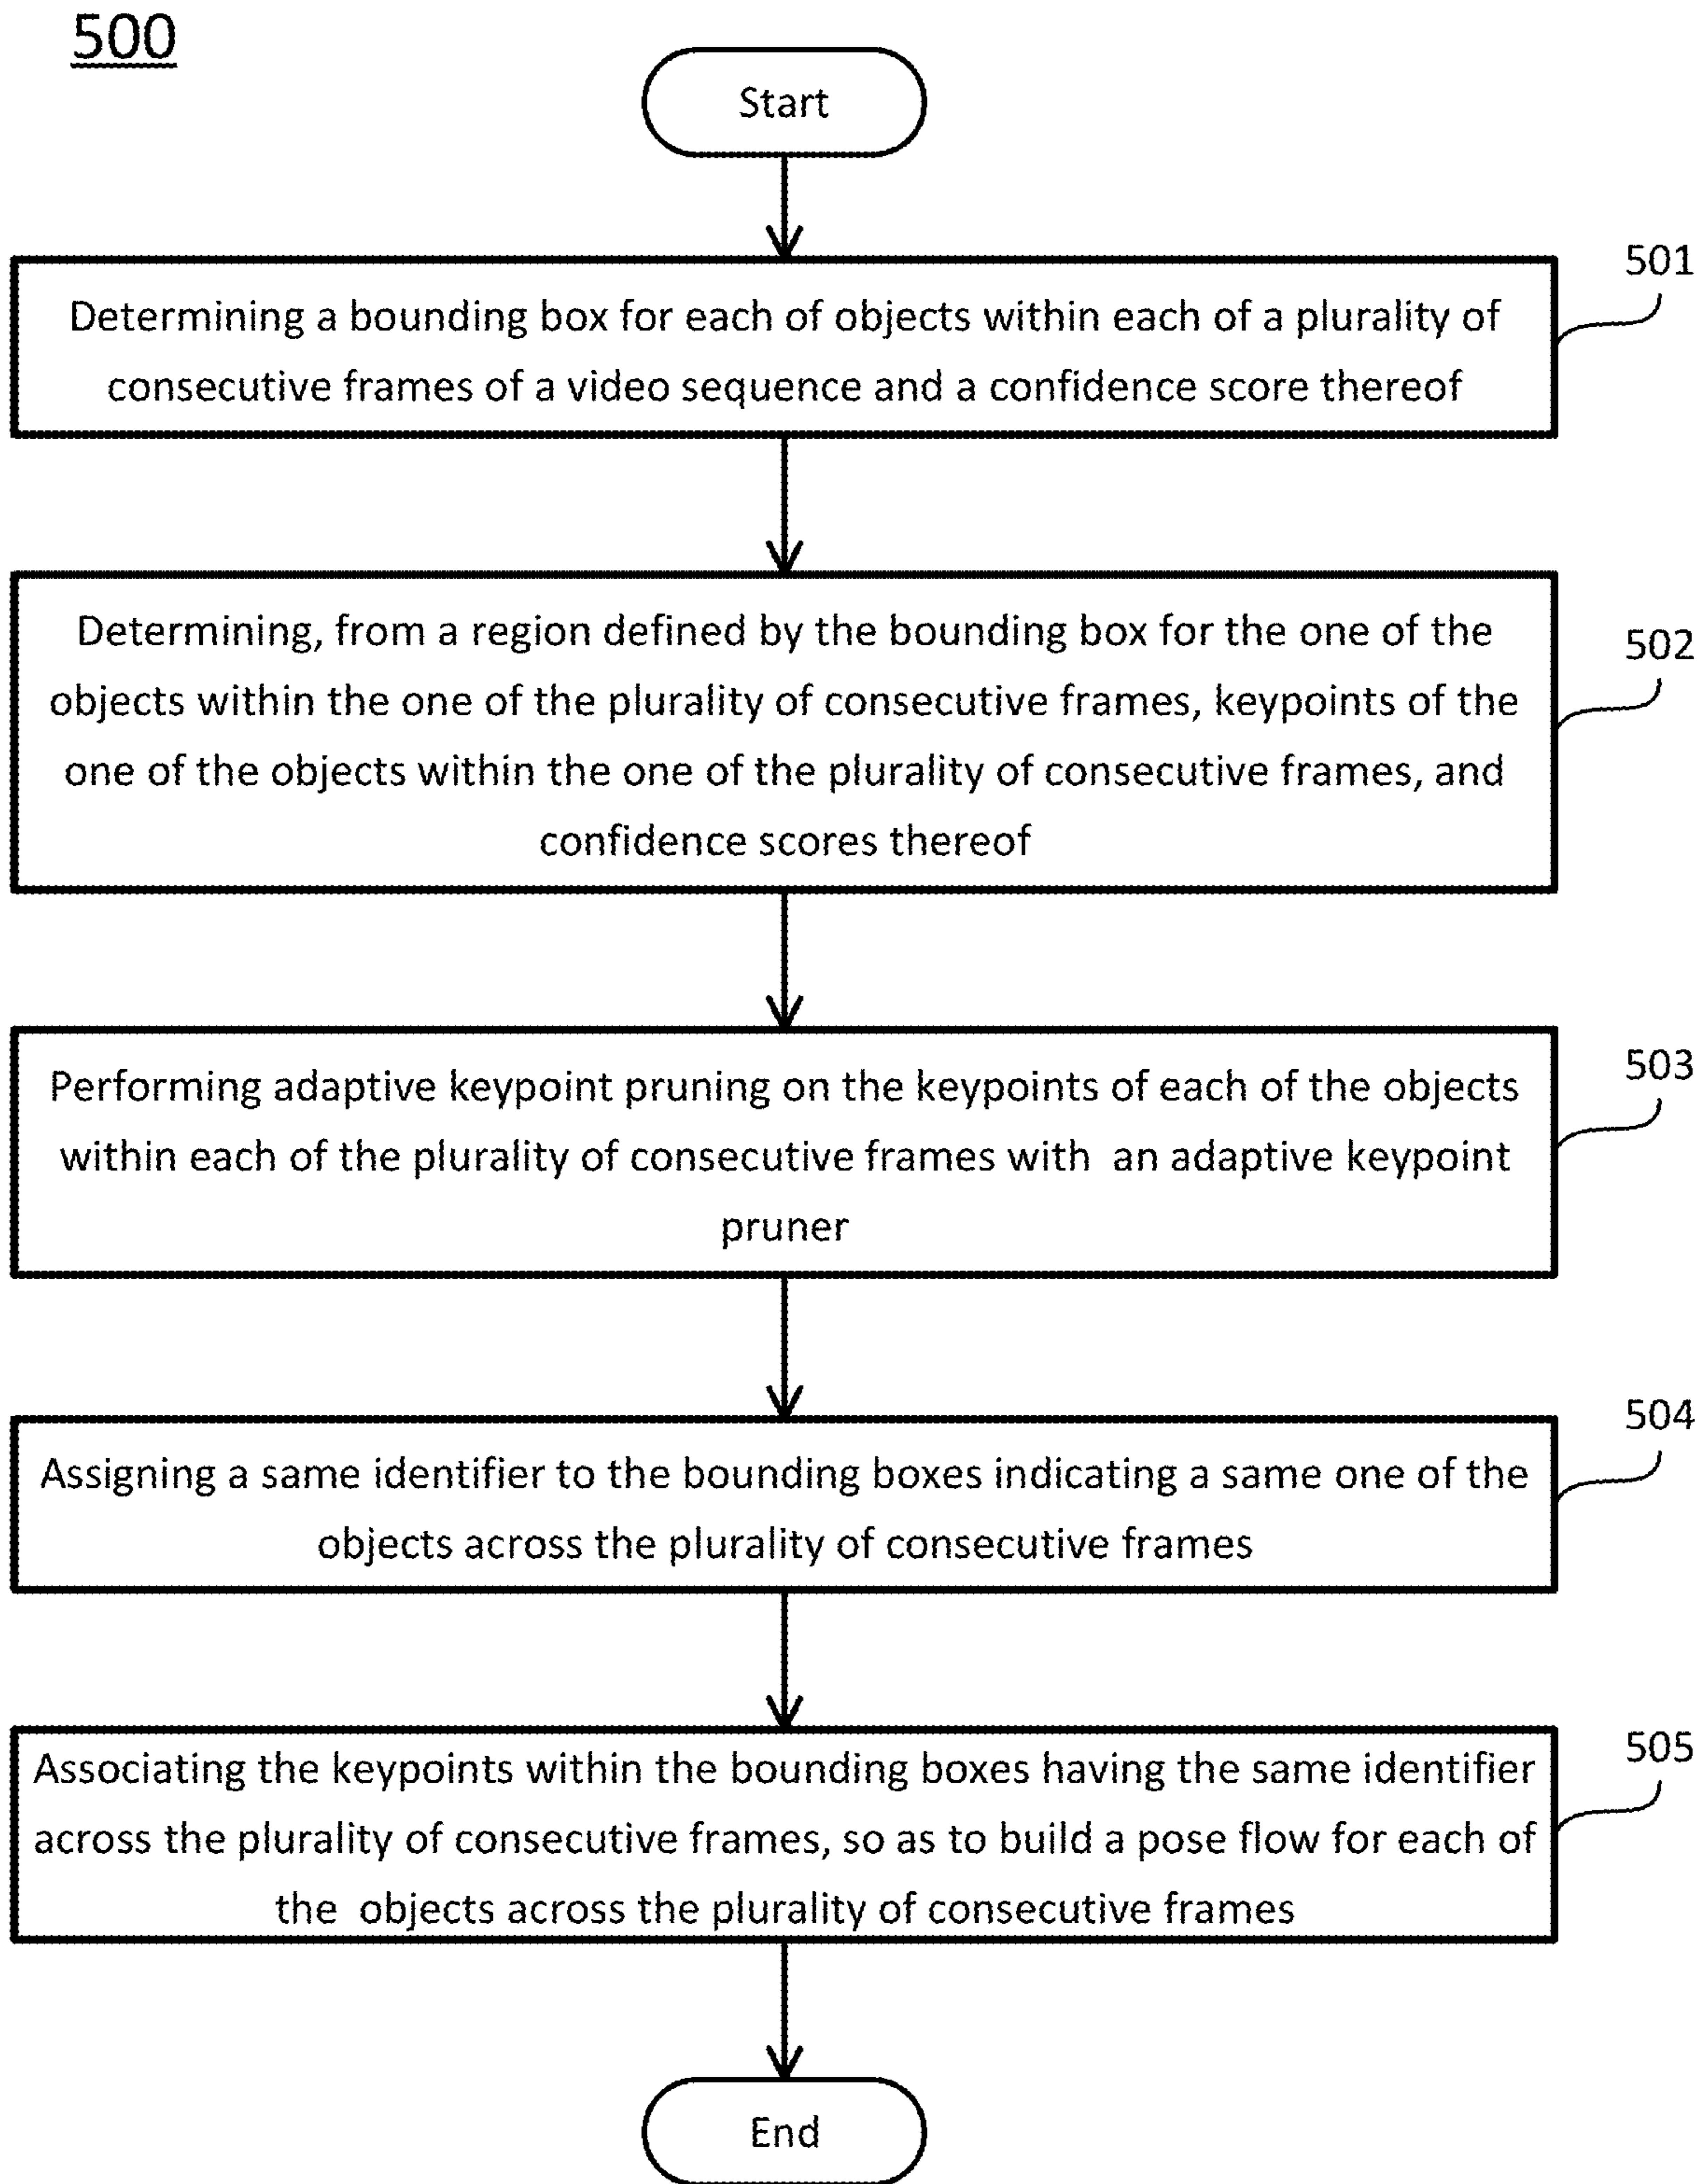 500
Start
501
Determining a bounding box for each of objects within each of a plurality of
consecutive frames of a video sequence and a confidence score thereof
502
Determining, from a region defined by the bounding box for the one of the
objects within the one of the plurality of consecutive frames, keypoints of the
one of the objects within the one of the plurality of consecutive frames, and
confidence scores thereof
503
Performing adaptive keypoint pruning on the keypoints of each of the objects
within each of the plurality of consecutive frames with an adaptive keypoint
pruner
504
Assigning a same identifier to the bounding boxes indicating a same one of the
objects across the plurality of consecutive frames
505
Associating the keypoints within the bounding boxes having the same identifier
across the plurality of consecutive frames, so as to build a pose flow for each of
the objects across the plurality of consecutive frames
End